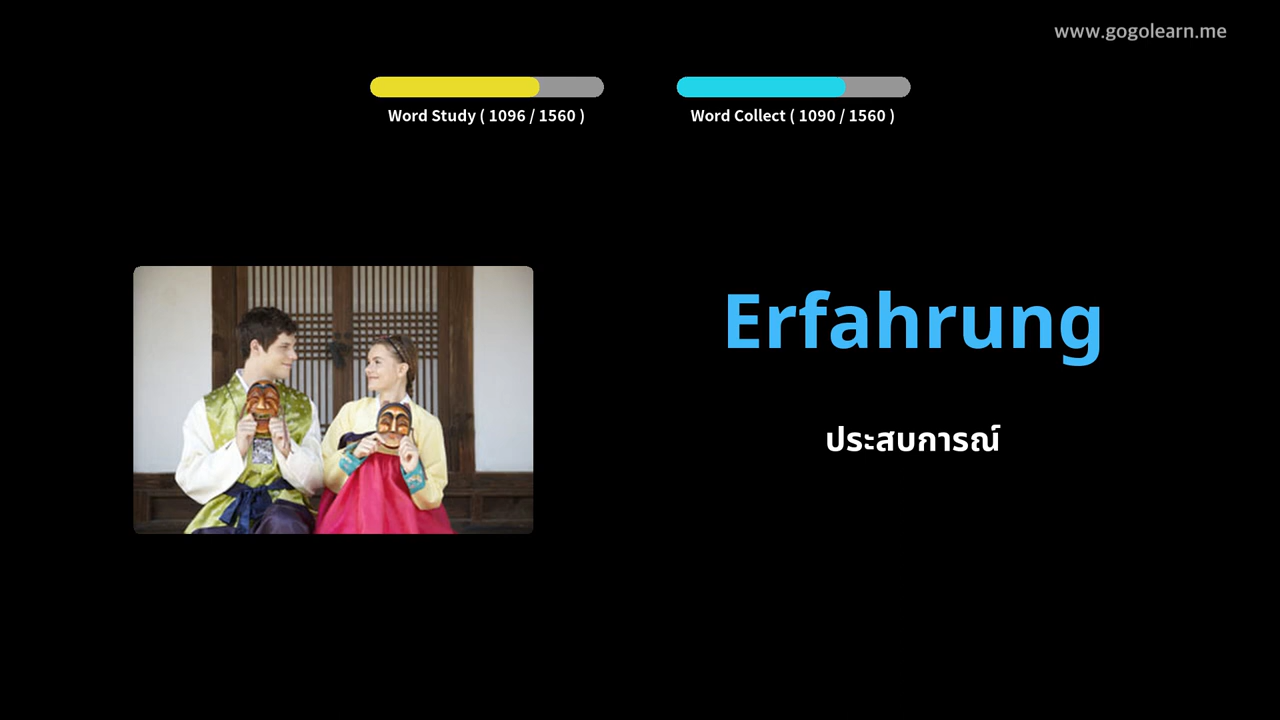 www.gogolearn.me
Word Study ( 1096 / 1560 )
Word Collect ( 1090 / 1560 )
Erfahrung
ประสบการณ์